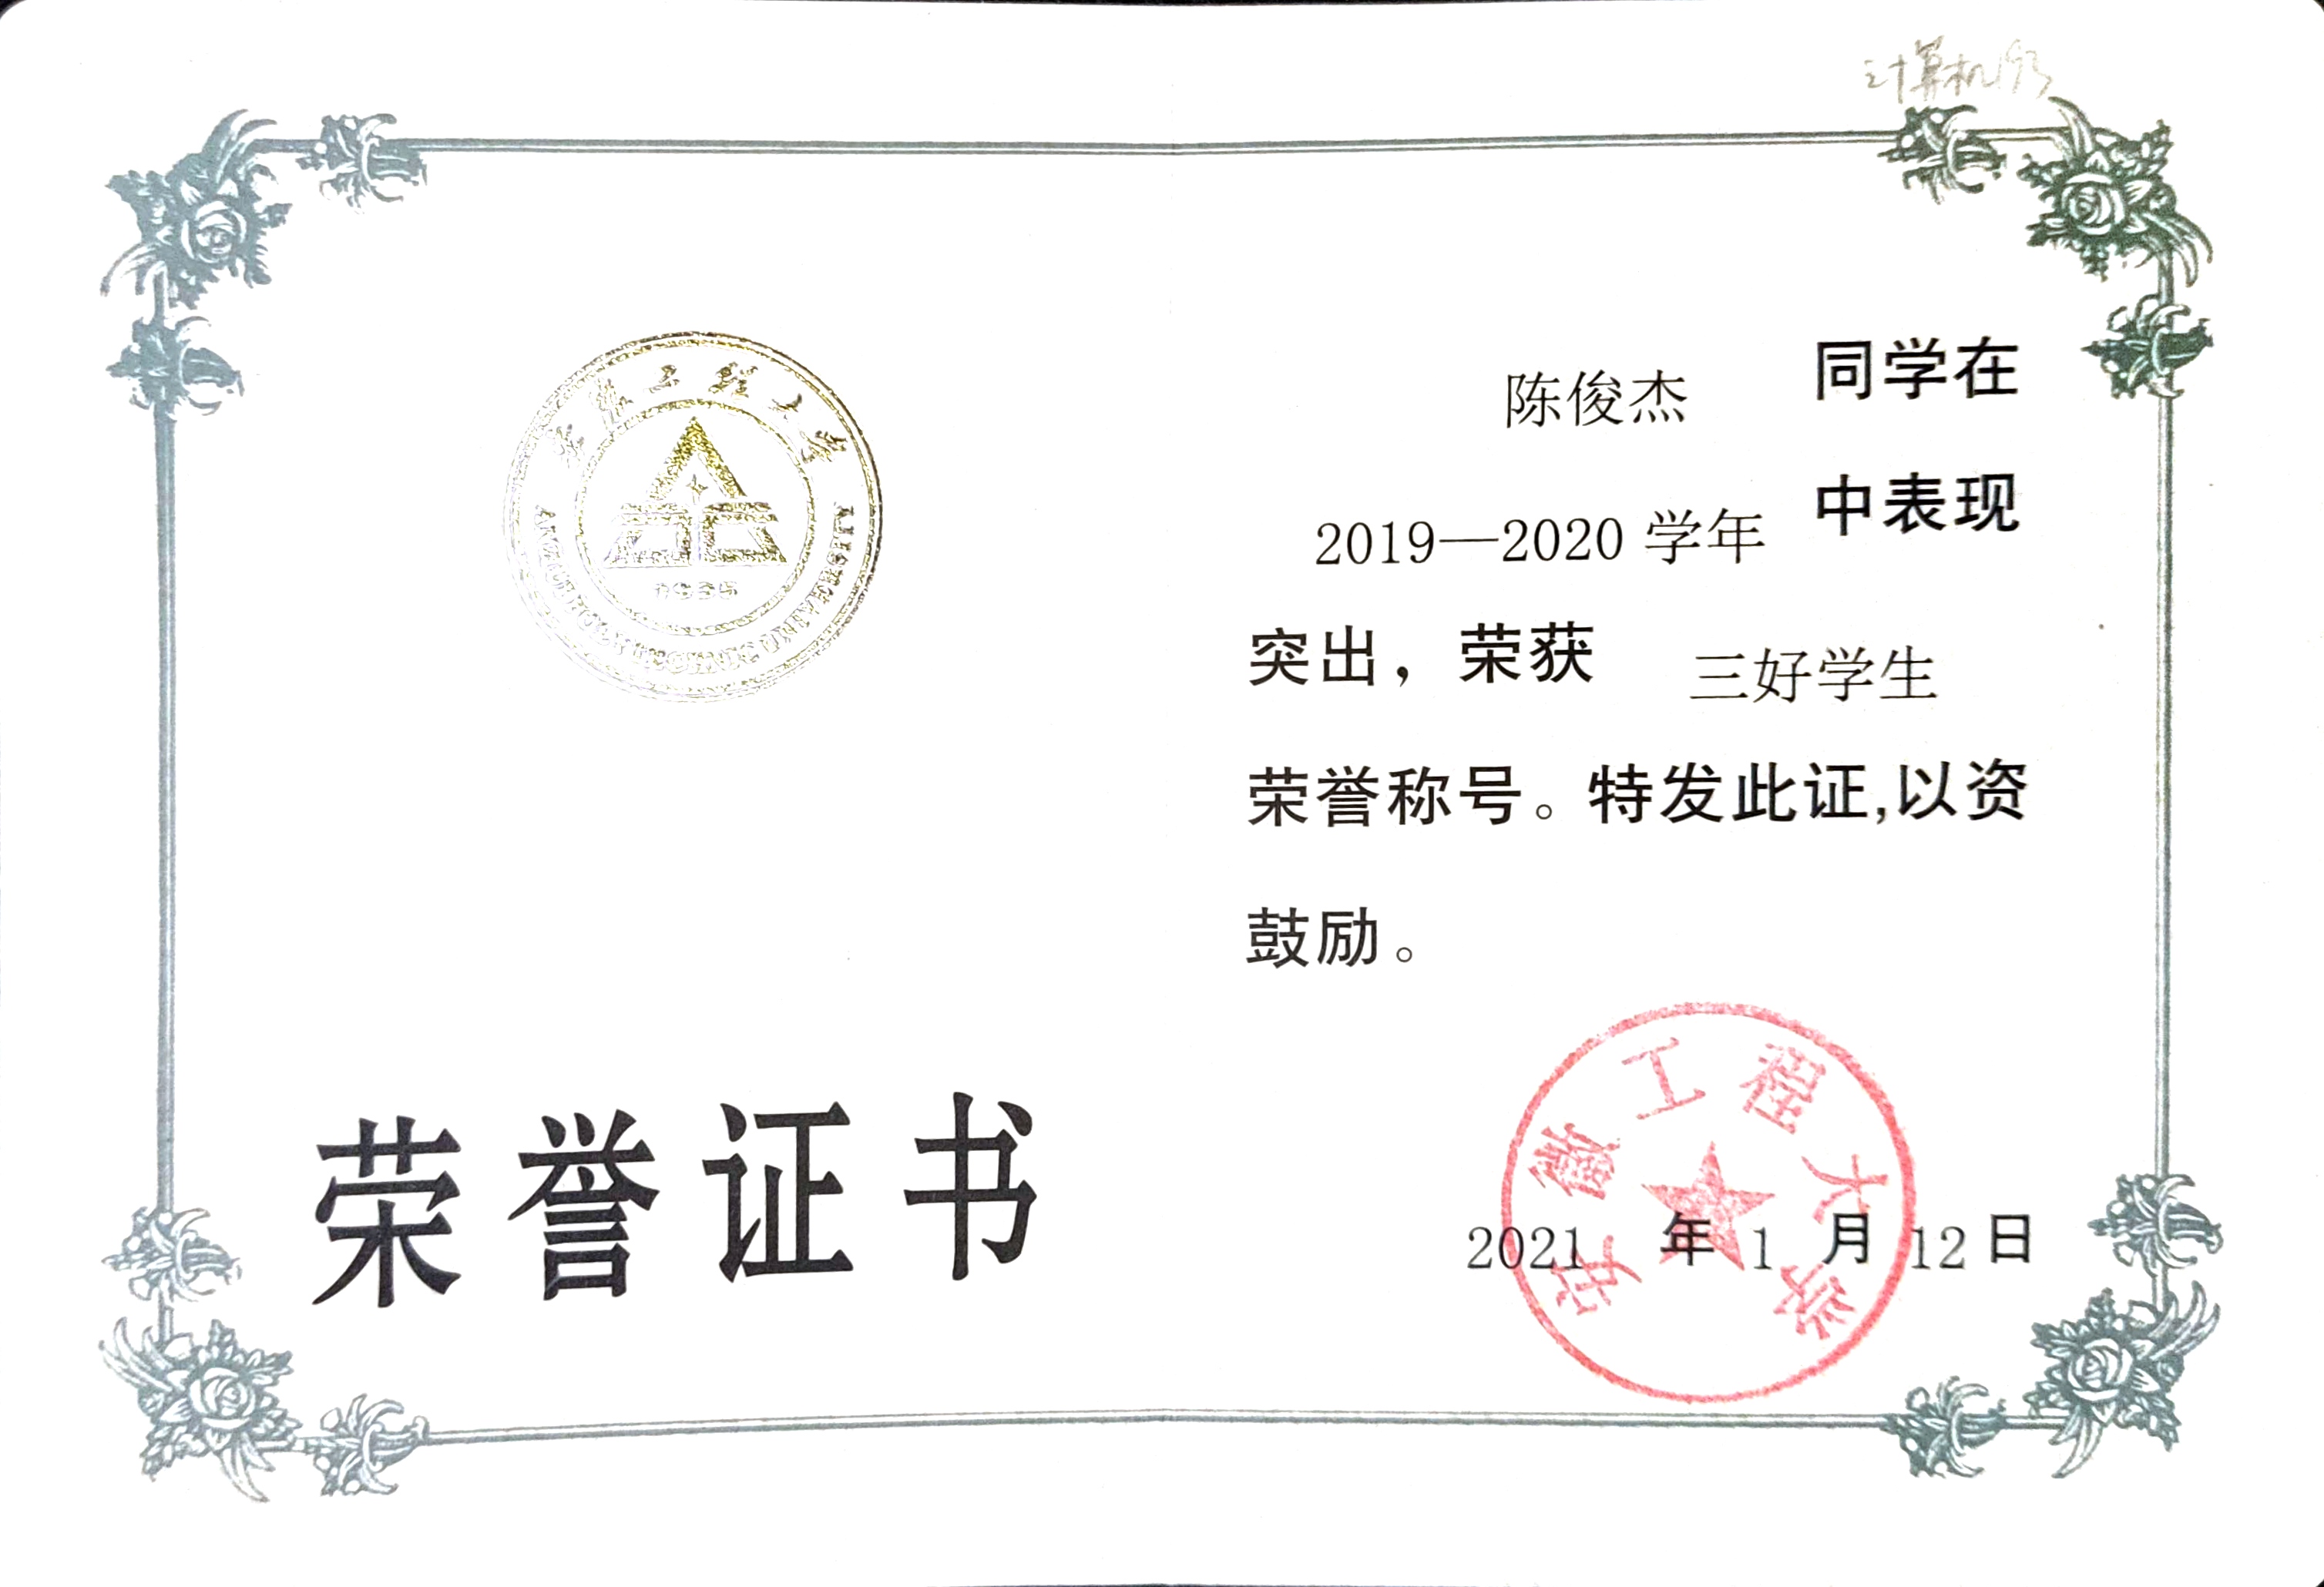 计算机193
安徽工程大学
ANHUI POLYTECHNIC UNIVERSITY
1935
荣誉证书
陈俊杰 同学在
2019—2020 学年 中表现
突出，荣获 三好学生
荣誉称号。特发此证,以资
鼓励。
安徽工程大学
2021 年 1 月 12 日